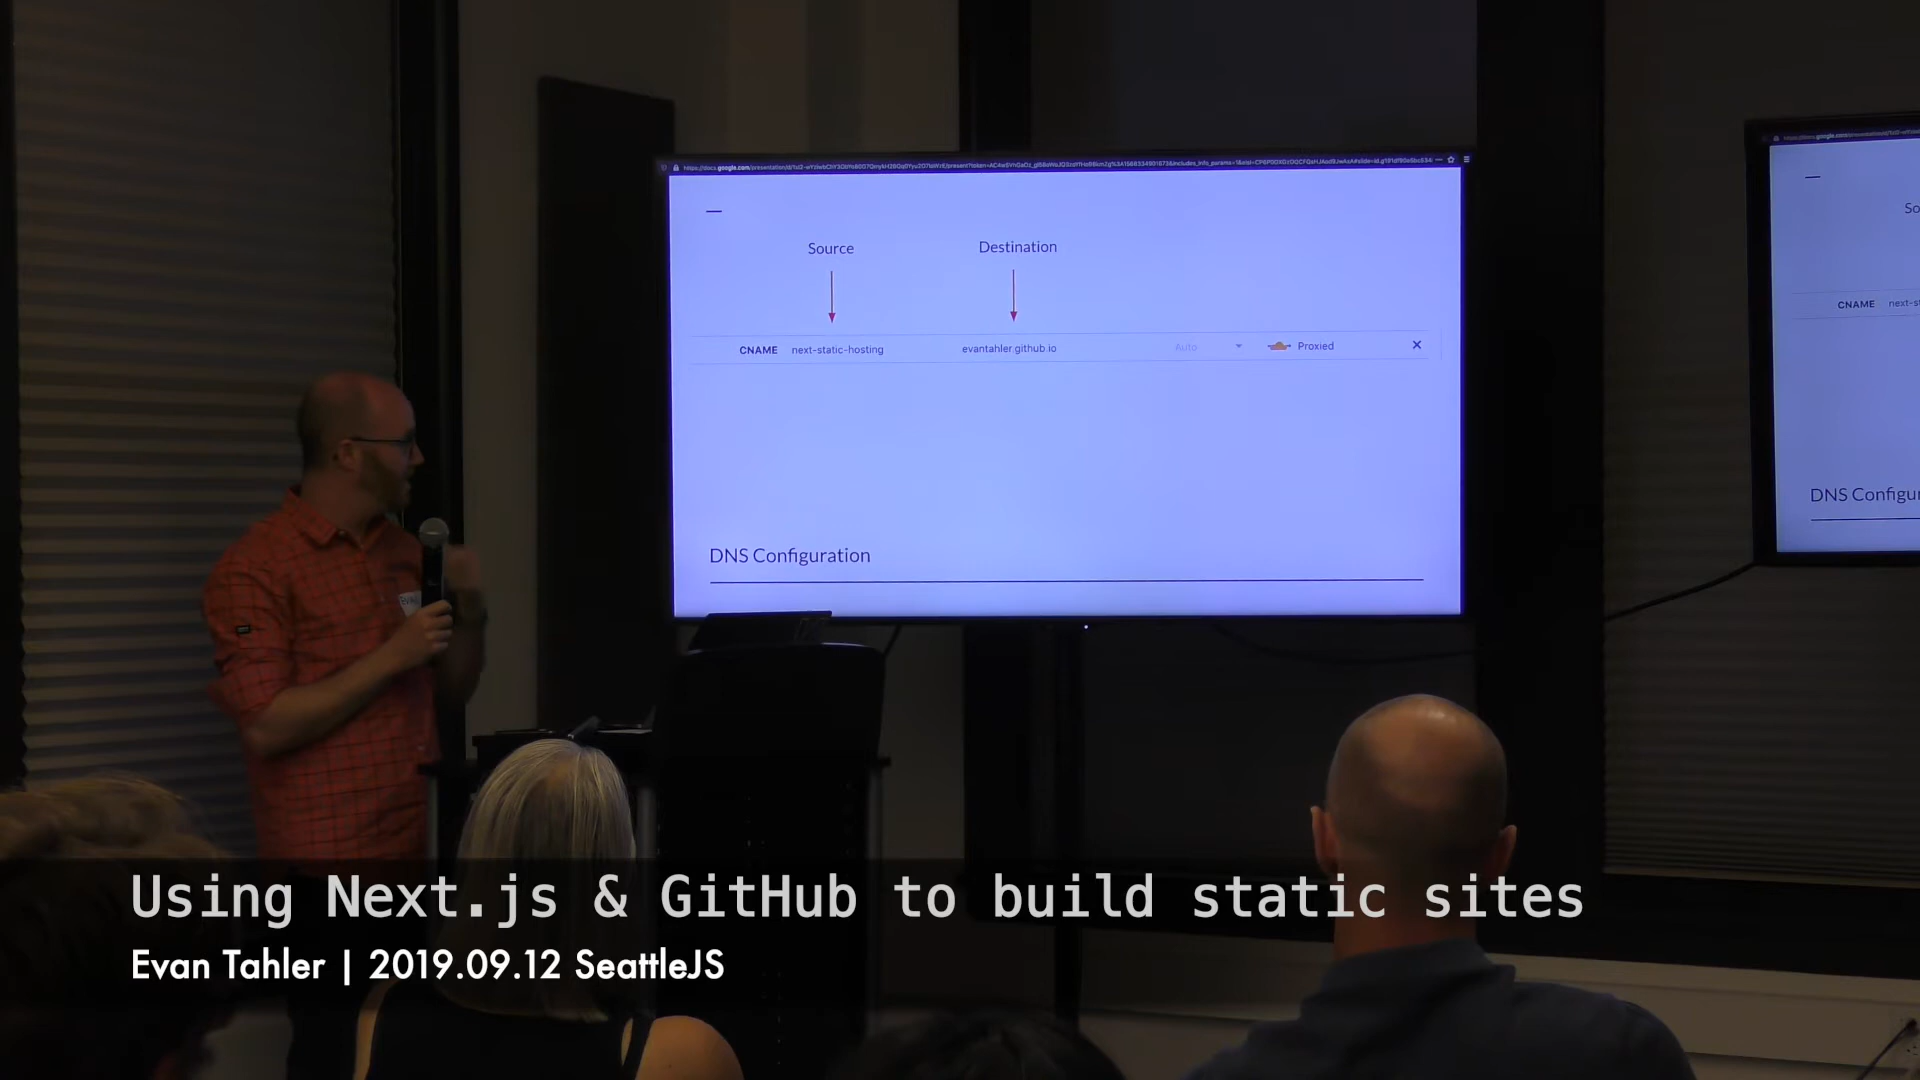 Source Destination
CNAME next-static-hosting evantahler.github.io Auto Proxied
DNS Configuration
CNAME
DNS
Using Next.js & GitHub to build static sites
Evan Tahler | 2019.09.12 SeattleJS